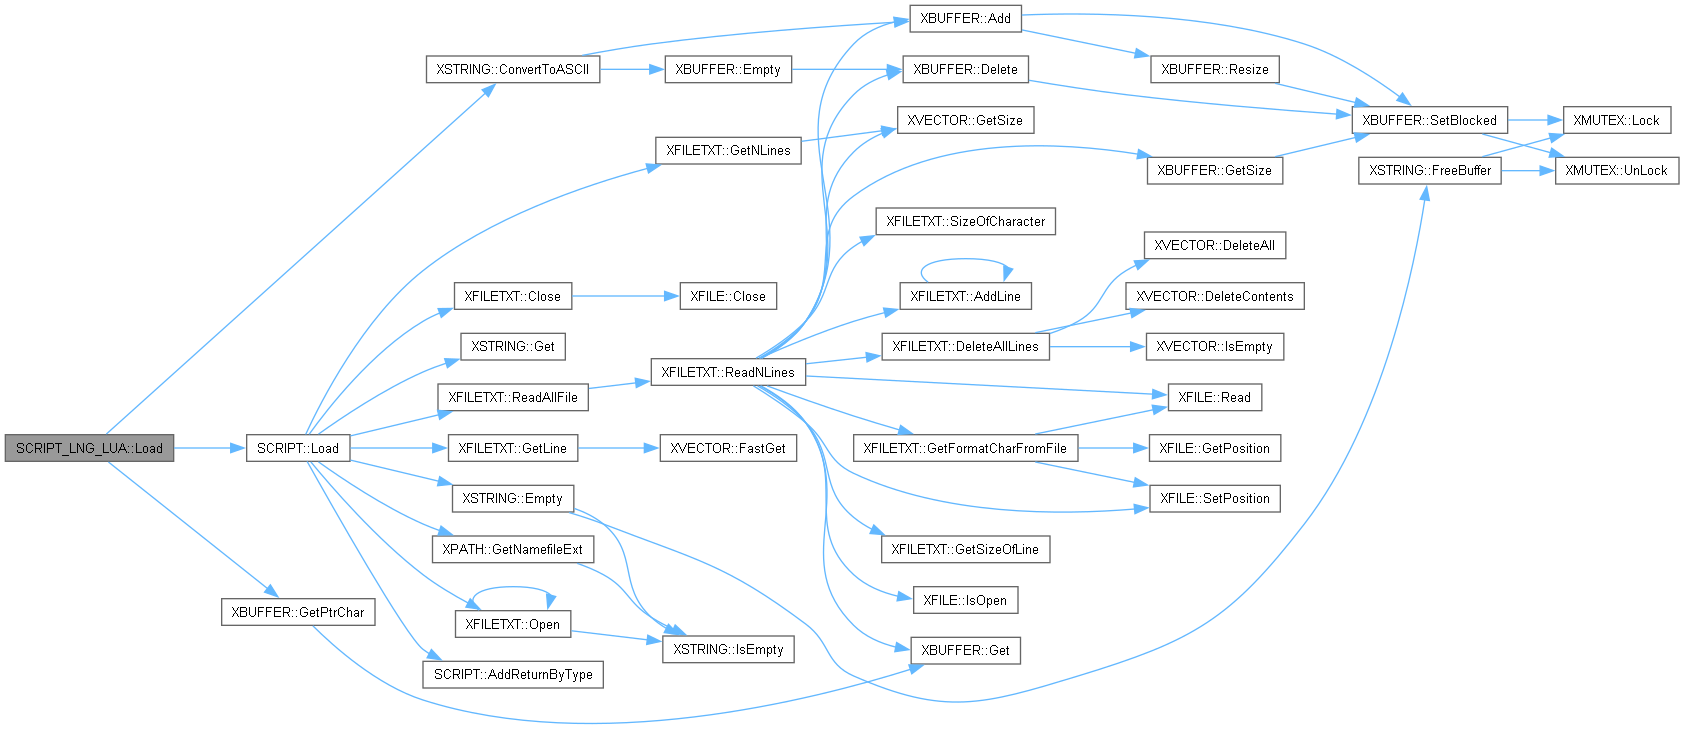 SCRIPT_LNG_LUA::Load
XSTRING::ConvertToASCII
SCRIPT::Load
XBUFFER::GetPtrChar
XBUFFER::Empty
XFILETXT::GetNLines
XFILETXT::Close
XSTRING::Get
XFILETXT::ReadAllFile
XFILETXT::GetLine
XSTRING::Empty
XPATH::GetNamefileExt
XFILETXT::Open
SCRIPT::AddReturnByType
XFILE::Close
XFILETXT::ReadNLines
XVECTOR::FastGet
XSTRING::IsEmpty
XBUFFER::Add
XBUFFER::Delete
XVECTOR::GetSize
XFILETXT::SizeOfCharacter
XFILETXT::AddLine
XFILETXT::DeleteAllLines
XFILETXT::GetFormatCharFromFile
XFILETXT::GetSizeOfLine
XFILE::IsOpen
XBUFFER::Get
XBUFFER::Resize
XBUFFER::GetSize
XVECTOR::DeleteAll
XVECTOR::DeleteContents
XVECTOR::IsEmpty
XFILE::Read
XFILE::GetPosition
XFILE::SetPosition
XBUFFER::SetBlocked
XSTRING::FreeBuffer
XMUTEX::Lock
XMUTEX::UnLock